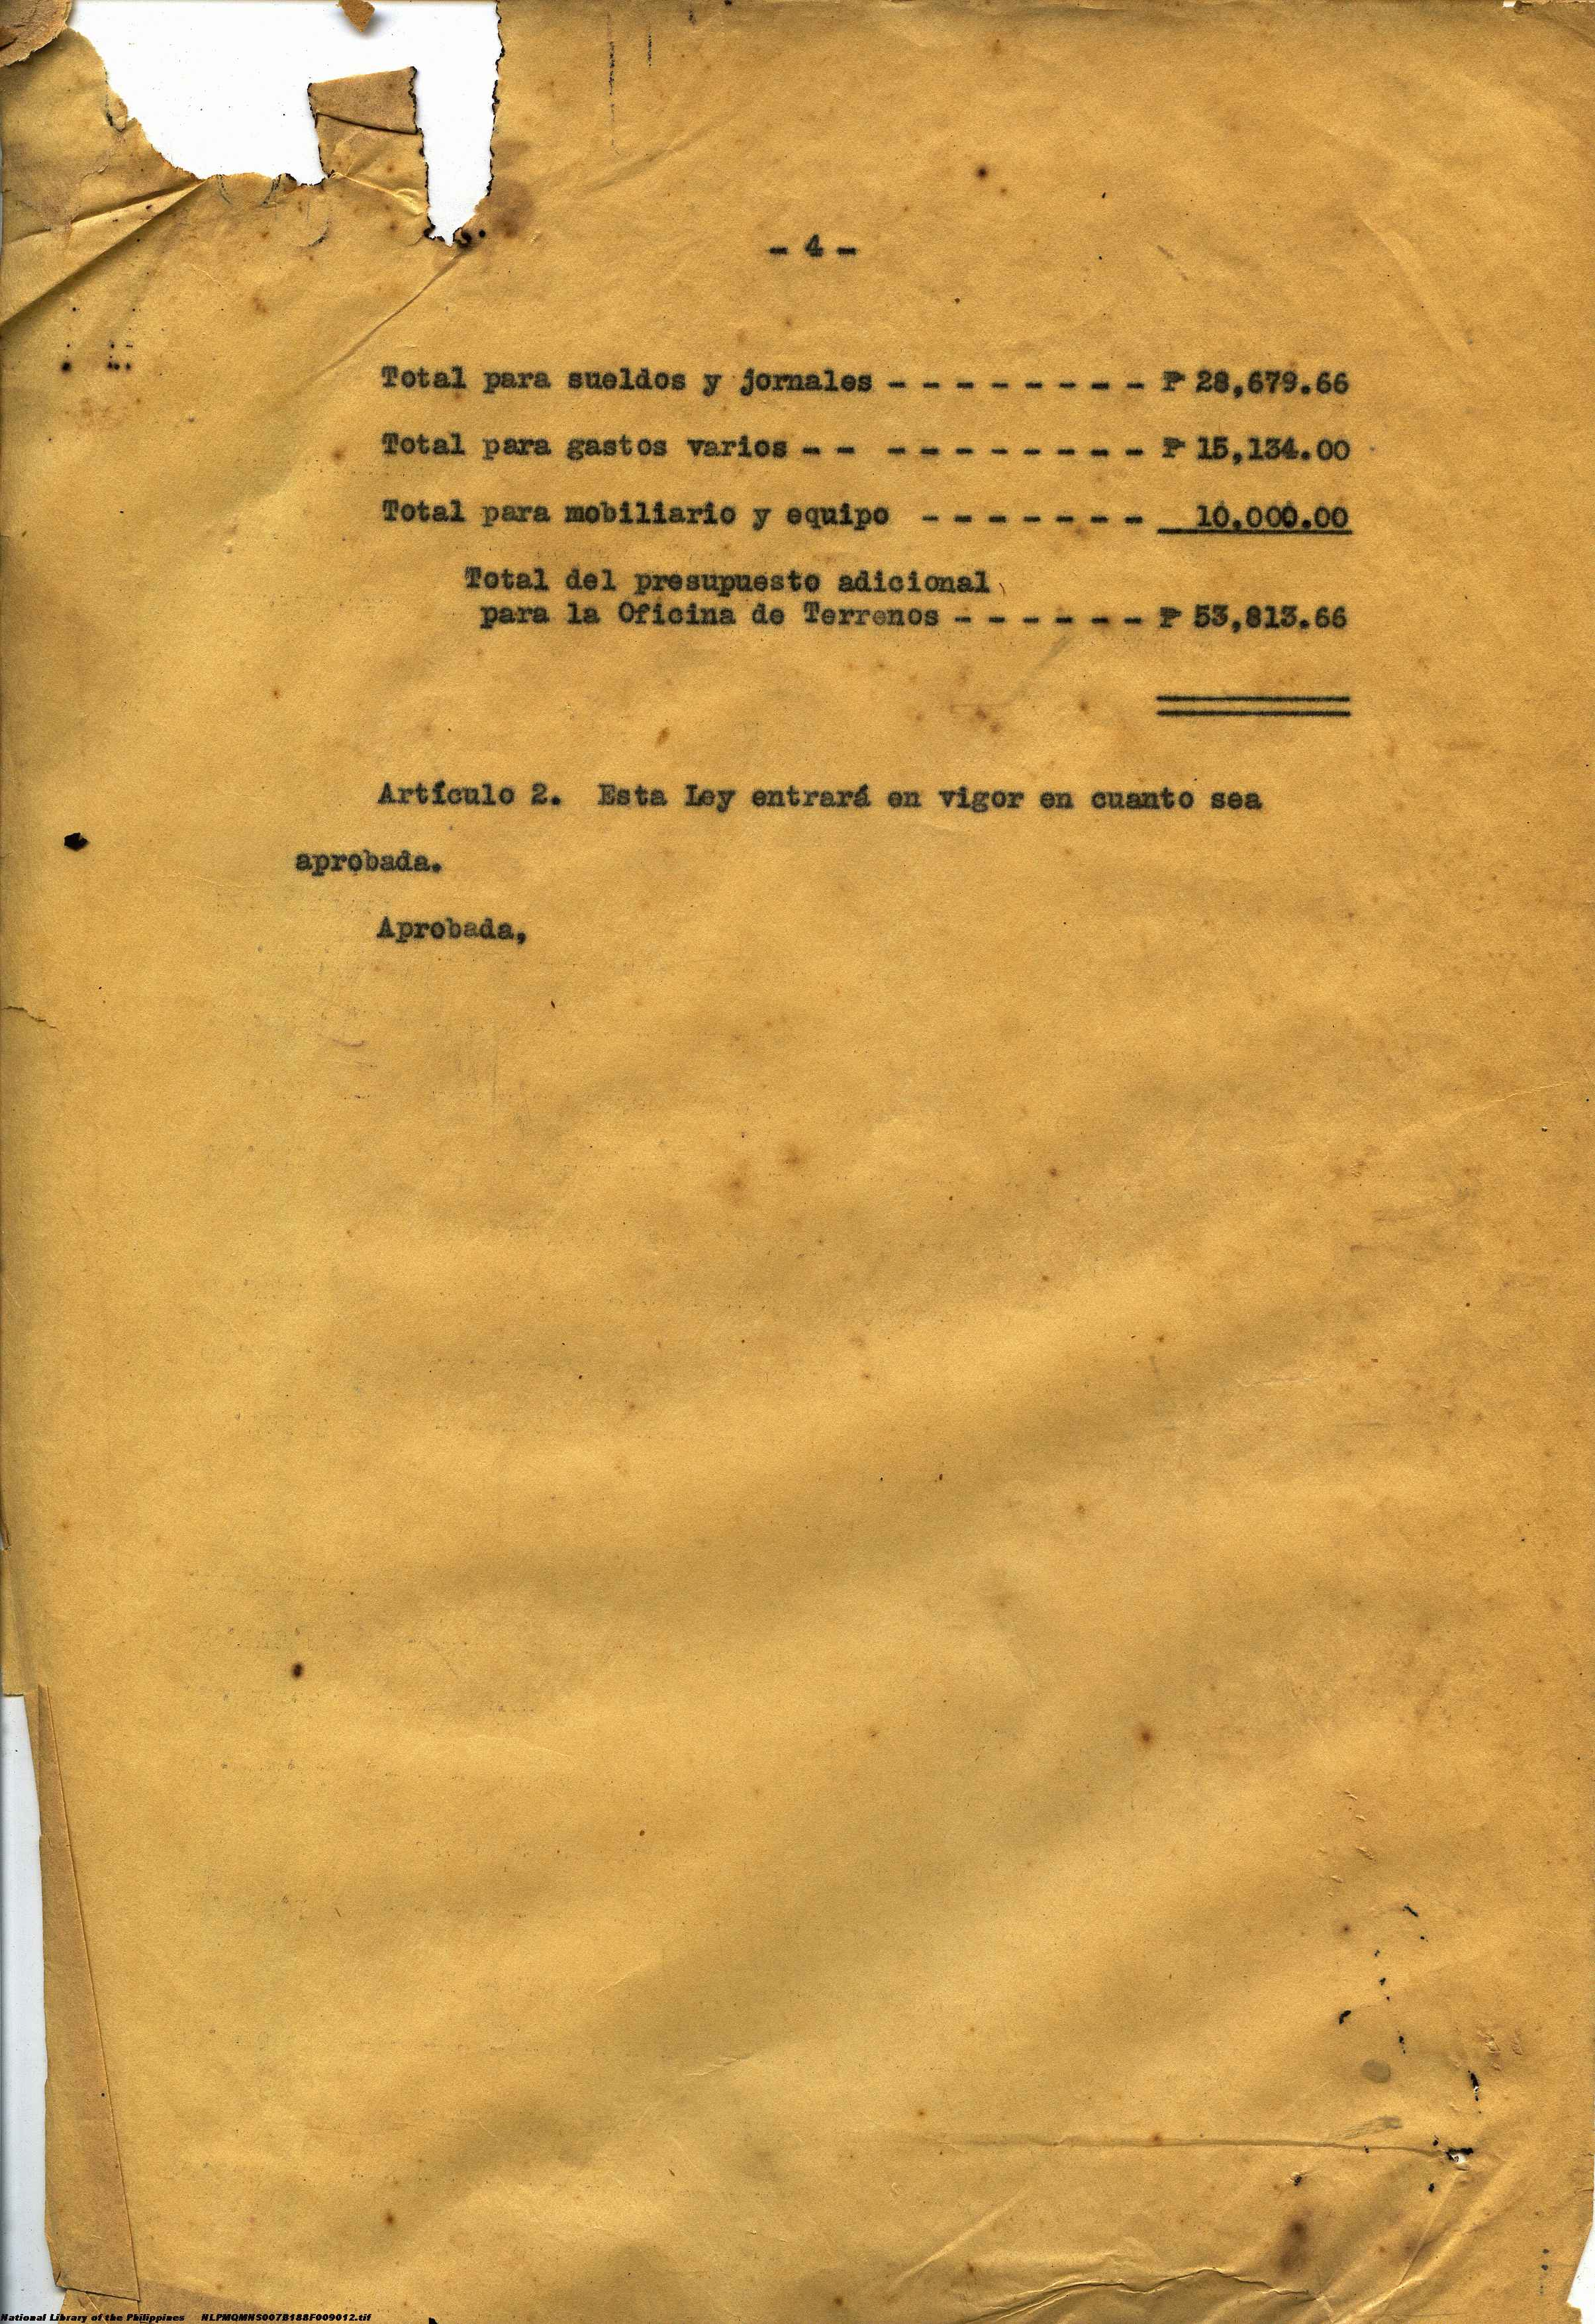 - 4 -
Total para sueldos y jornales - - - - - - - - ₱ 28,679.66
Total para gastos varios - - - - - - - - - - ₱ 15,134.00
Total para mobiliario y equipo - - - - - - - 10,000.00
Total del presupuesto adicional
para la Oficina de Terrenos - - - - - - ₱ 53,813.66
Artículo 2. Esta Ley entrará en vigor en cuanto sea
aprobada.
Aprobada,
National Library of the Philippines NLPMQMNS007B188F009012.tif